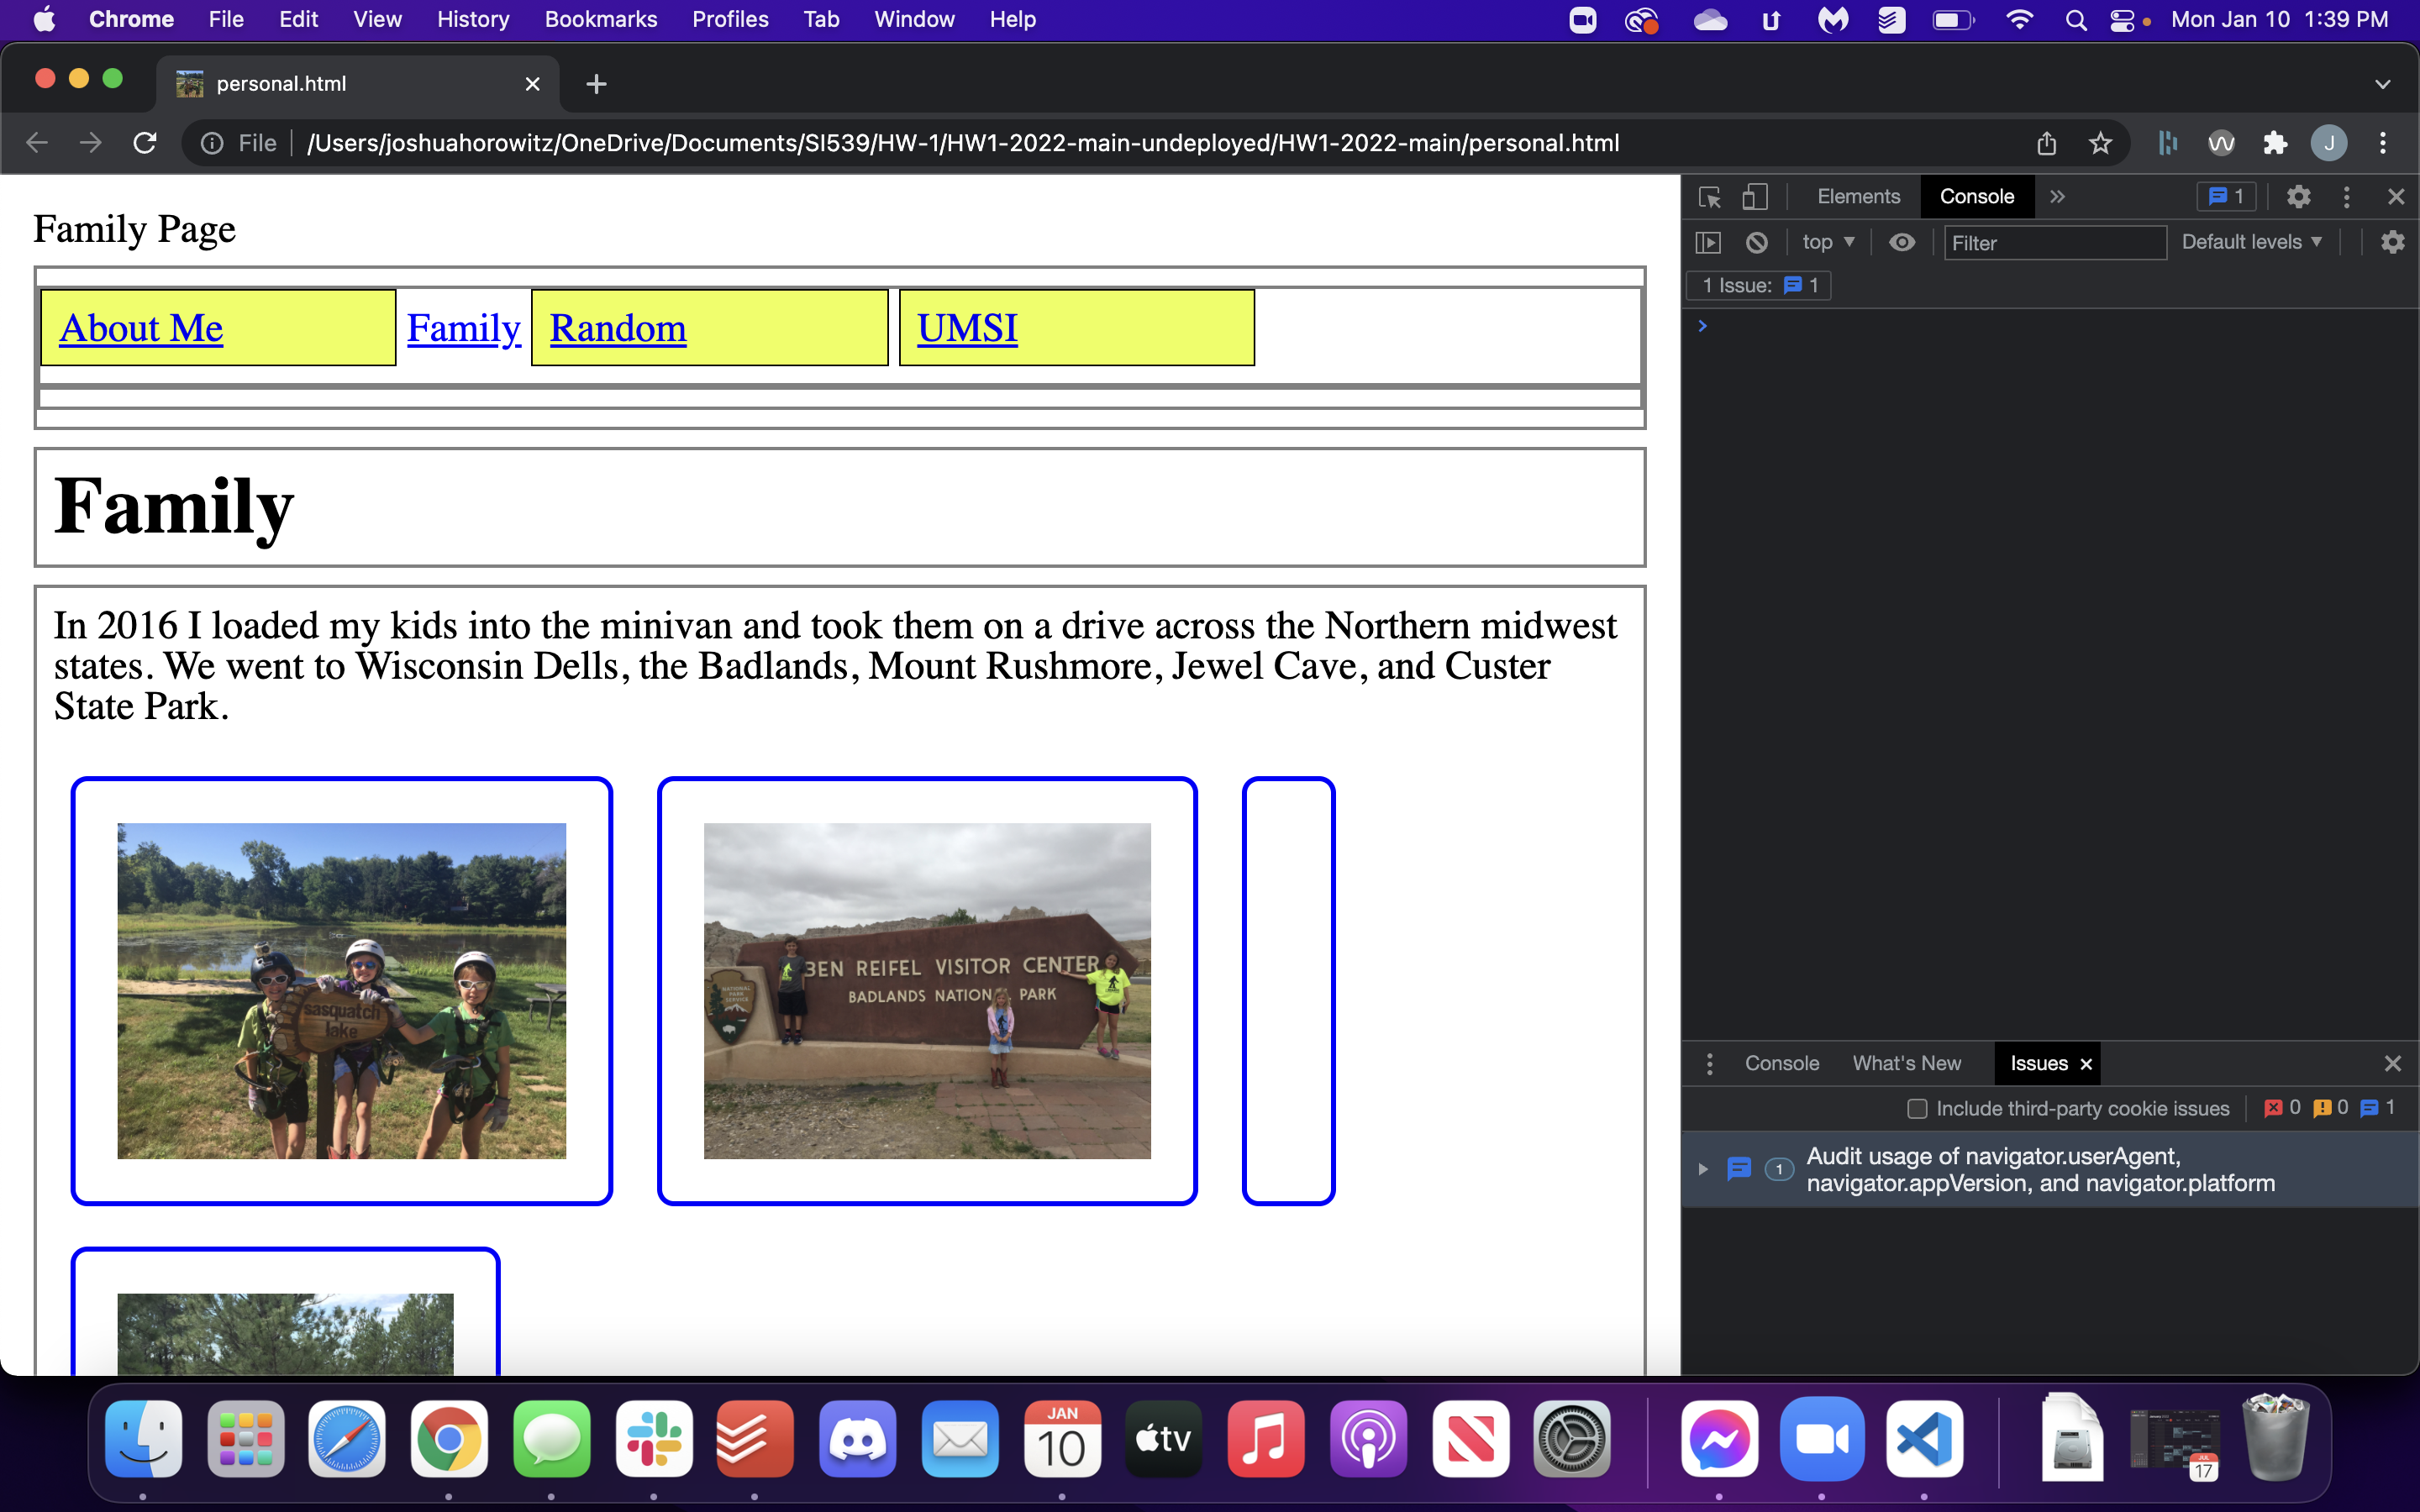 Chrome File Edit View History Bookmarks Profiles Tab Window Help Mon Jan 10 1:39 PM
personal.html
File /Users/joshuahorowitz/OneDrive/Documents/SI539/HW-1/HW1-2022-main-undeployed/HW1-2022-main/personal.html J
Elements Console 1
top Filter Default levels
1 Issue: 1
Family Page
About Me Family Random UMSI
Family
In 2016 I loaded my kids into the minivan and took them on a drive across the Northern midwest
states. We went to Wisconsin Dells, the Badlands, Mount Rushmore, Jewel Cave, and Custer
State Park.
sasquatch
lake
BEN REIFEL VISITOR CENTER
BADLANDS NATION PARK
NATIONAL
PARK
SERVICE
Console What's New Issues
Include third-party cookie issues 0 0 1
1 Audit usage of navigator.userAgent,
navigator.appVersion, and navigator.platform
JAN
10
tv
JUL
17